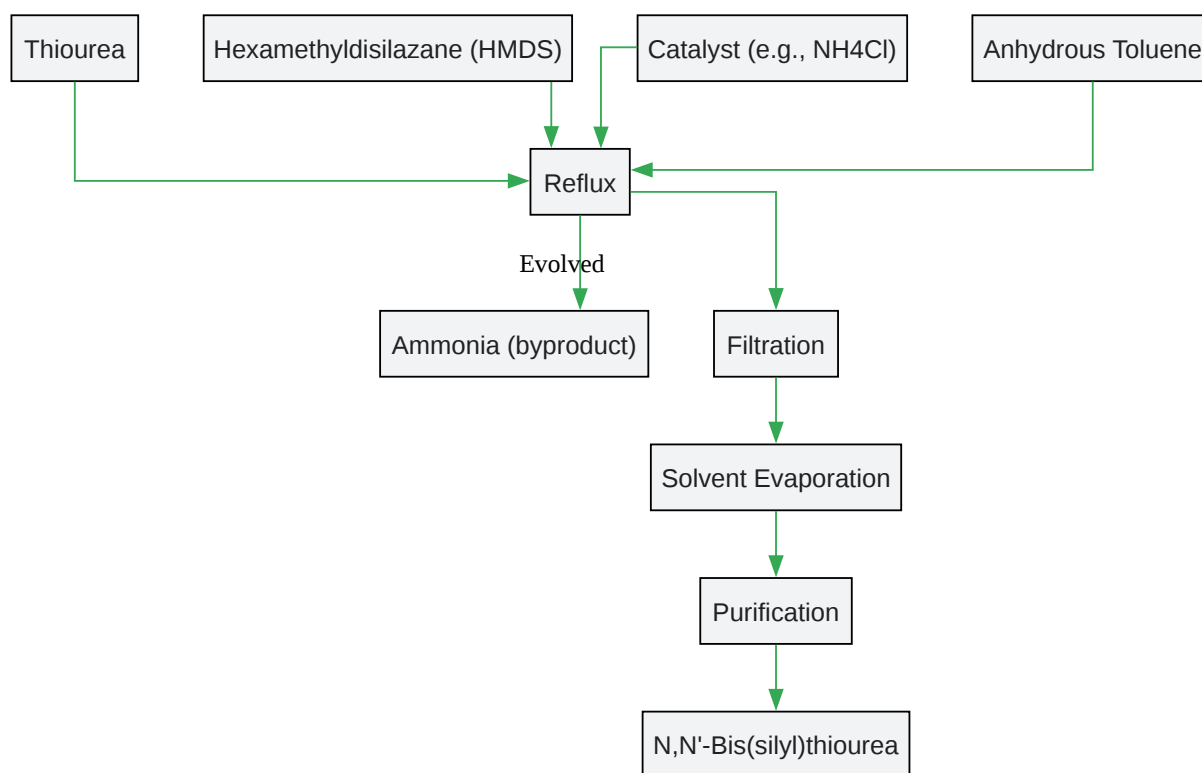 Thiourea
Hexamethyldisilazane (HMDS)
Catalyst (e.g., NH4Cl)
Anhydrous Toluene
Reflux
Evolved
Ammonia (byproduct)
Filtration
Solvent Evaporation
Purification
N,N'-Bis(silyl)thiourea